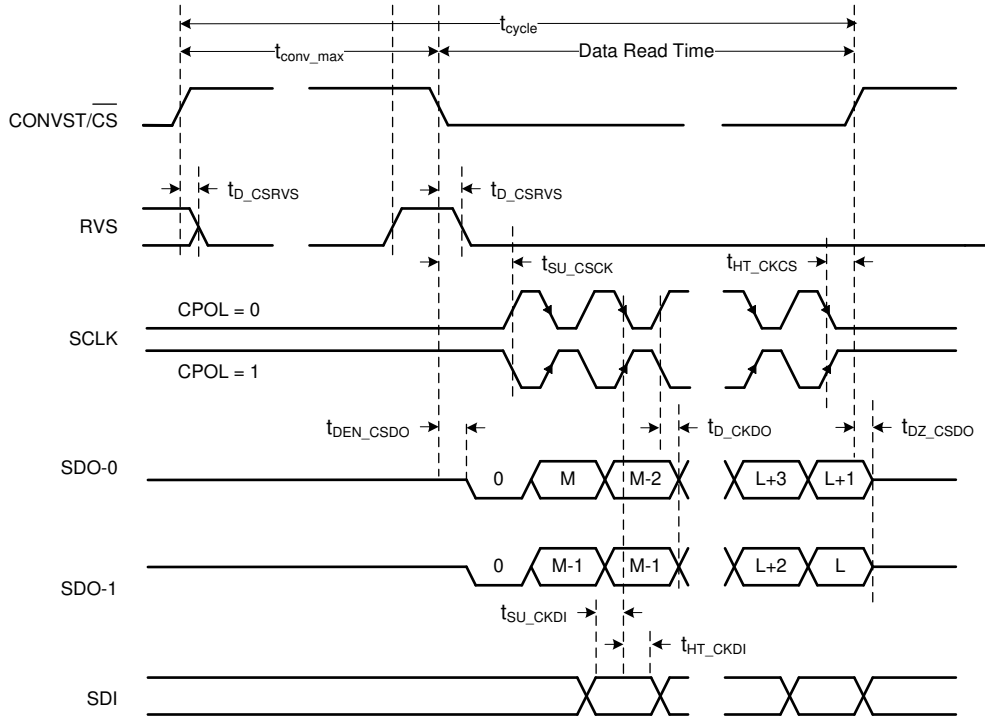 t_cycle
t_conv_max Data Read Time
CONVST/C̅S̅
t_D_CSRVS t_D_CSRVS
RVS
t_SU_CSCK t_HT_CKCS
CPOL = 0
SCLK
CPOL = 1
t_DEN_CSDO t_D_CKDO t_DZ_CSDO
SDO-0 0 M M-2 L+3 L+1
SDO-1 0 M-1 M-1 L+2 L
t_SU_CKDI
t_HT_CKDI
SDI